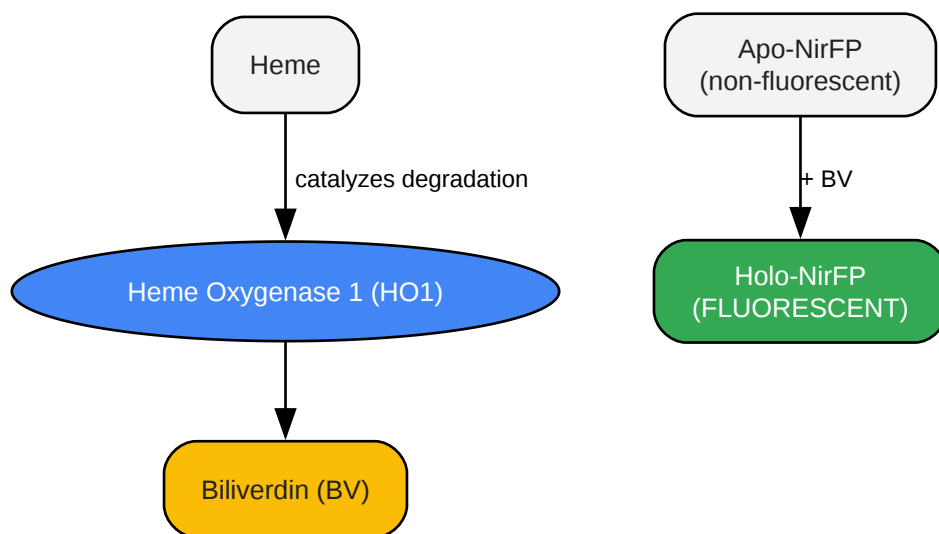 Heme
catalyzes degradation
Heme Oxygenase 1 (HO1)
Biliverdin (BV)
Apo-NirFP
(non-fluorescent)
+ BV
Holo-NirFP
(FLUORESCENT)